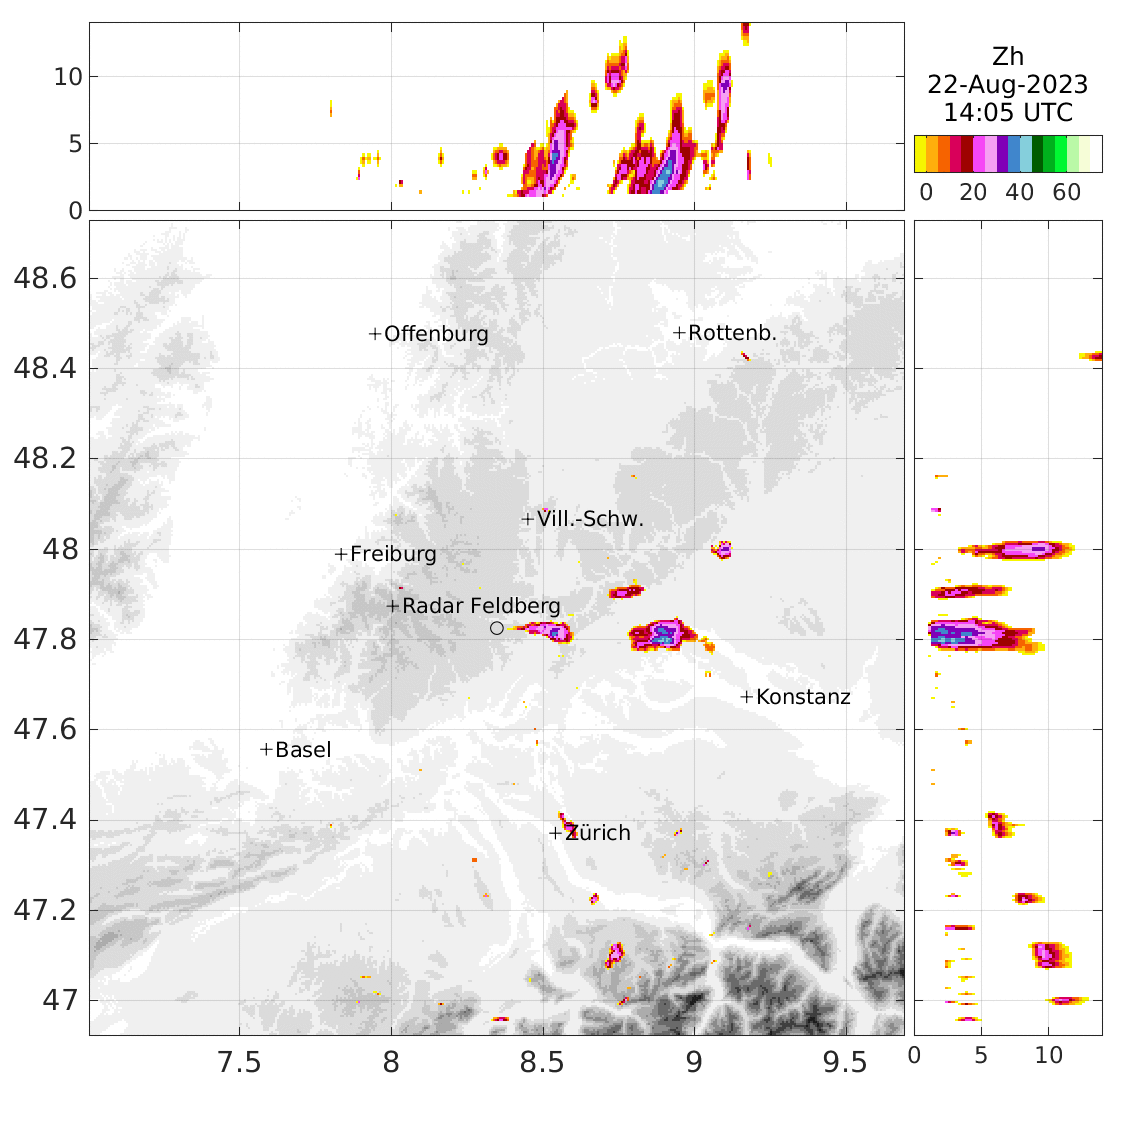 10
5
0
Zh
22-Aug-2023
14:05 UTC
0 20 40 60
48.6
48.4
48.2
48
47.8
47.6
47.4
47.2
47
Offenburg
Rottenb.
Vill.-Schw.
Freiburg
Radar Feldberg
Konstanz
Basel
Zürich
7.5 8 8.5 9 9.5
0 5 10